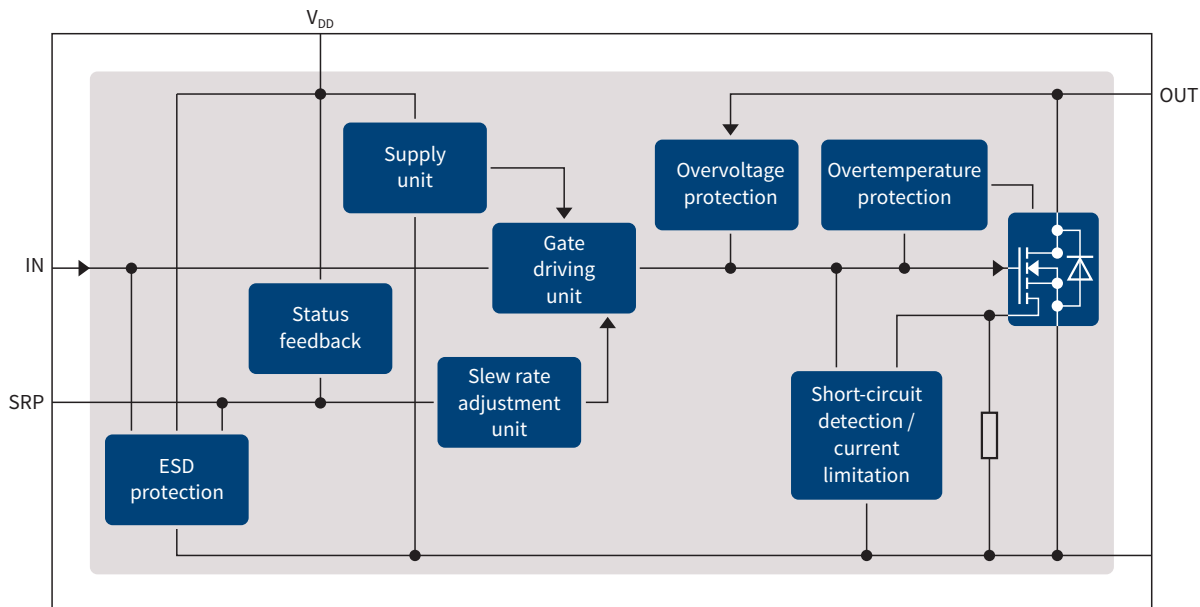 VDD
OUT
Supply
unit
Overvoltage
protection
Overtemperature
protection
IN
Gate
driving
unit
Status
feedback
SRP
Slew rate
adjustment
unit
Short-circuit
detection /
current
limitation
ESD
protection